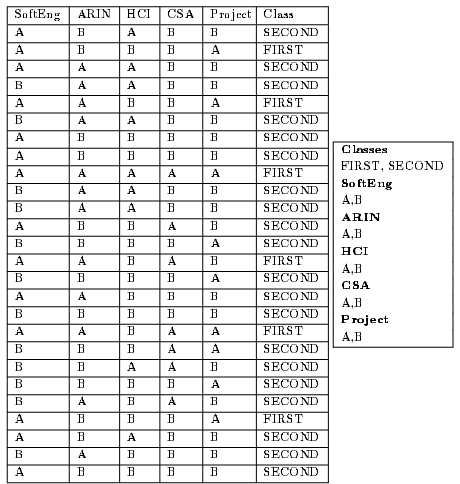 SoftEng ARIN HCI CSA Project Class
A B A B B SECOND
A B B B A FIRST
A A A B B SECOND
B A A B B SECOND
A A B B A FIRST
B A A B B SECOND
A B B B B SECOND
A B B B B SECOND
A A A A A FIRST
B A A B B SECOND
B A A B B SECOND
A B B A B SECOND
B B B B A SECOND
A A B A B FIRST
B B B B A SECOND
A A B B B SECOND
B B B B B SECOND
A A B A A FIRST
B B B A A SECOND
B B A A B SECOND
B B B B A SECOND
B A B A B SECOND
A B B B A FIRST
A B A B B SECOND
B A B B B SECOND
A B B B B SECOND
Classes
FIRST, SECOND
SoftEng
A,B
ARIN
A,B
HCI
A,B
CSA
A,B
Project
A,B